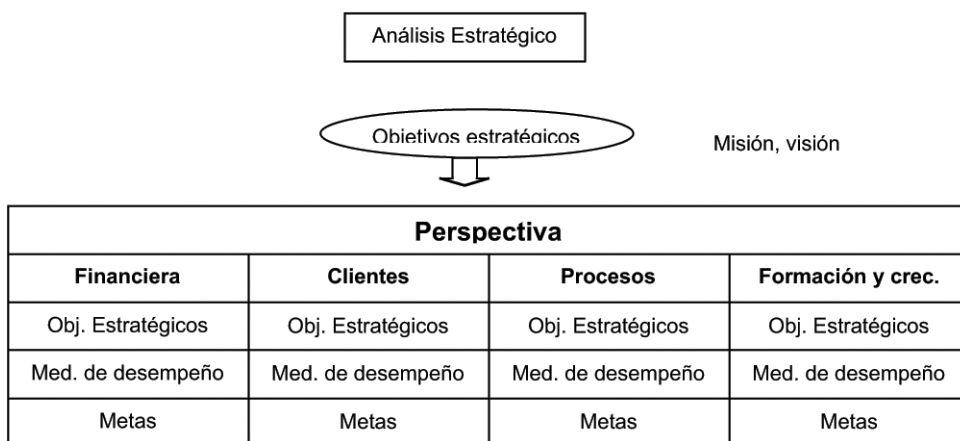 Análisis Estratégico
Objetivos estratégicos
Misión, visión
Perspectiva
Financiera Clientes Procesos Formación y crec.
Obj. Estratégicos Obj. Estratégicos Obj. Estratégicos Obj. Estratégicos
Med. de desempeño Med. de desempeño Med. de desempeño Med. de desempeño
Metas Metas Metas Metas